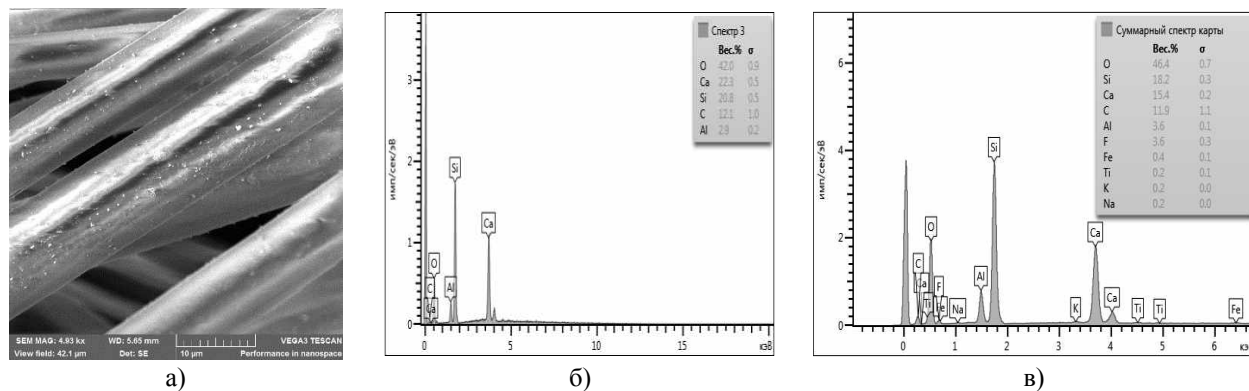 SEM MAG: 4.93 kx
WD: 5.65 mm
VEGA3 TESCAN
View field: 42.1 µm
Det: SE
10 µm
Performance in nanospace
а)
имп/сек/эВ
3
2
1
0
Спектр 3
Вес.% σ
O 42.0 0.9
Ca 22.3 0.5
Si 20.8 0.5
C 12.1 1.0
Al 2.9 0.2
Si
Ca
O
C
Al
Ca
0 5 10 15 кэВ
б)
имп/сек/эВ
6
4
2
0
Суммарный спектр карты
Вес.% σ
O 46.4 0.7
Si 18.2 0.3
Ca 15.4 0.2
C 11.9 1.1
Al 3.6 0.1
F 3.6 0.3
Fe 0.4 0.1
Ti 0.2 0.1
K 0.2 0.0
Na 0.2 0.0
Si
O
Ca
C
Ca
Al
F
Ti
Fe
Na
K
Ca
Ti
Ti
Fe
0 1 2 3 4 5 6
в)